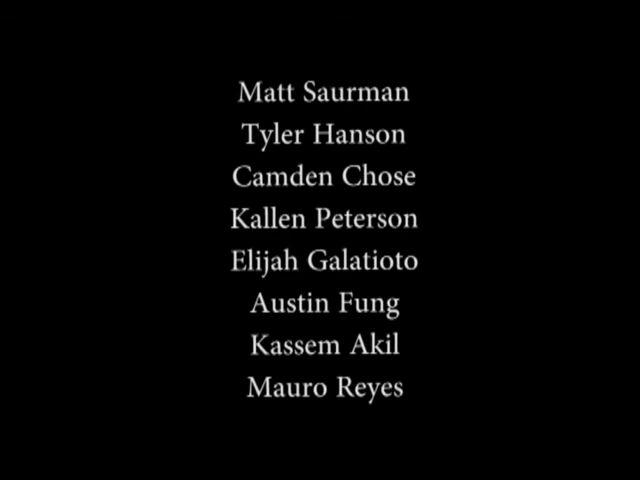 Matt Saurman
Tyler Hanson
Camden Chose
Kallen Peterson
Elijah Galatioto
Austin Fung
Kassem Akil
Mauro Reyes